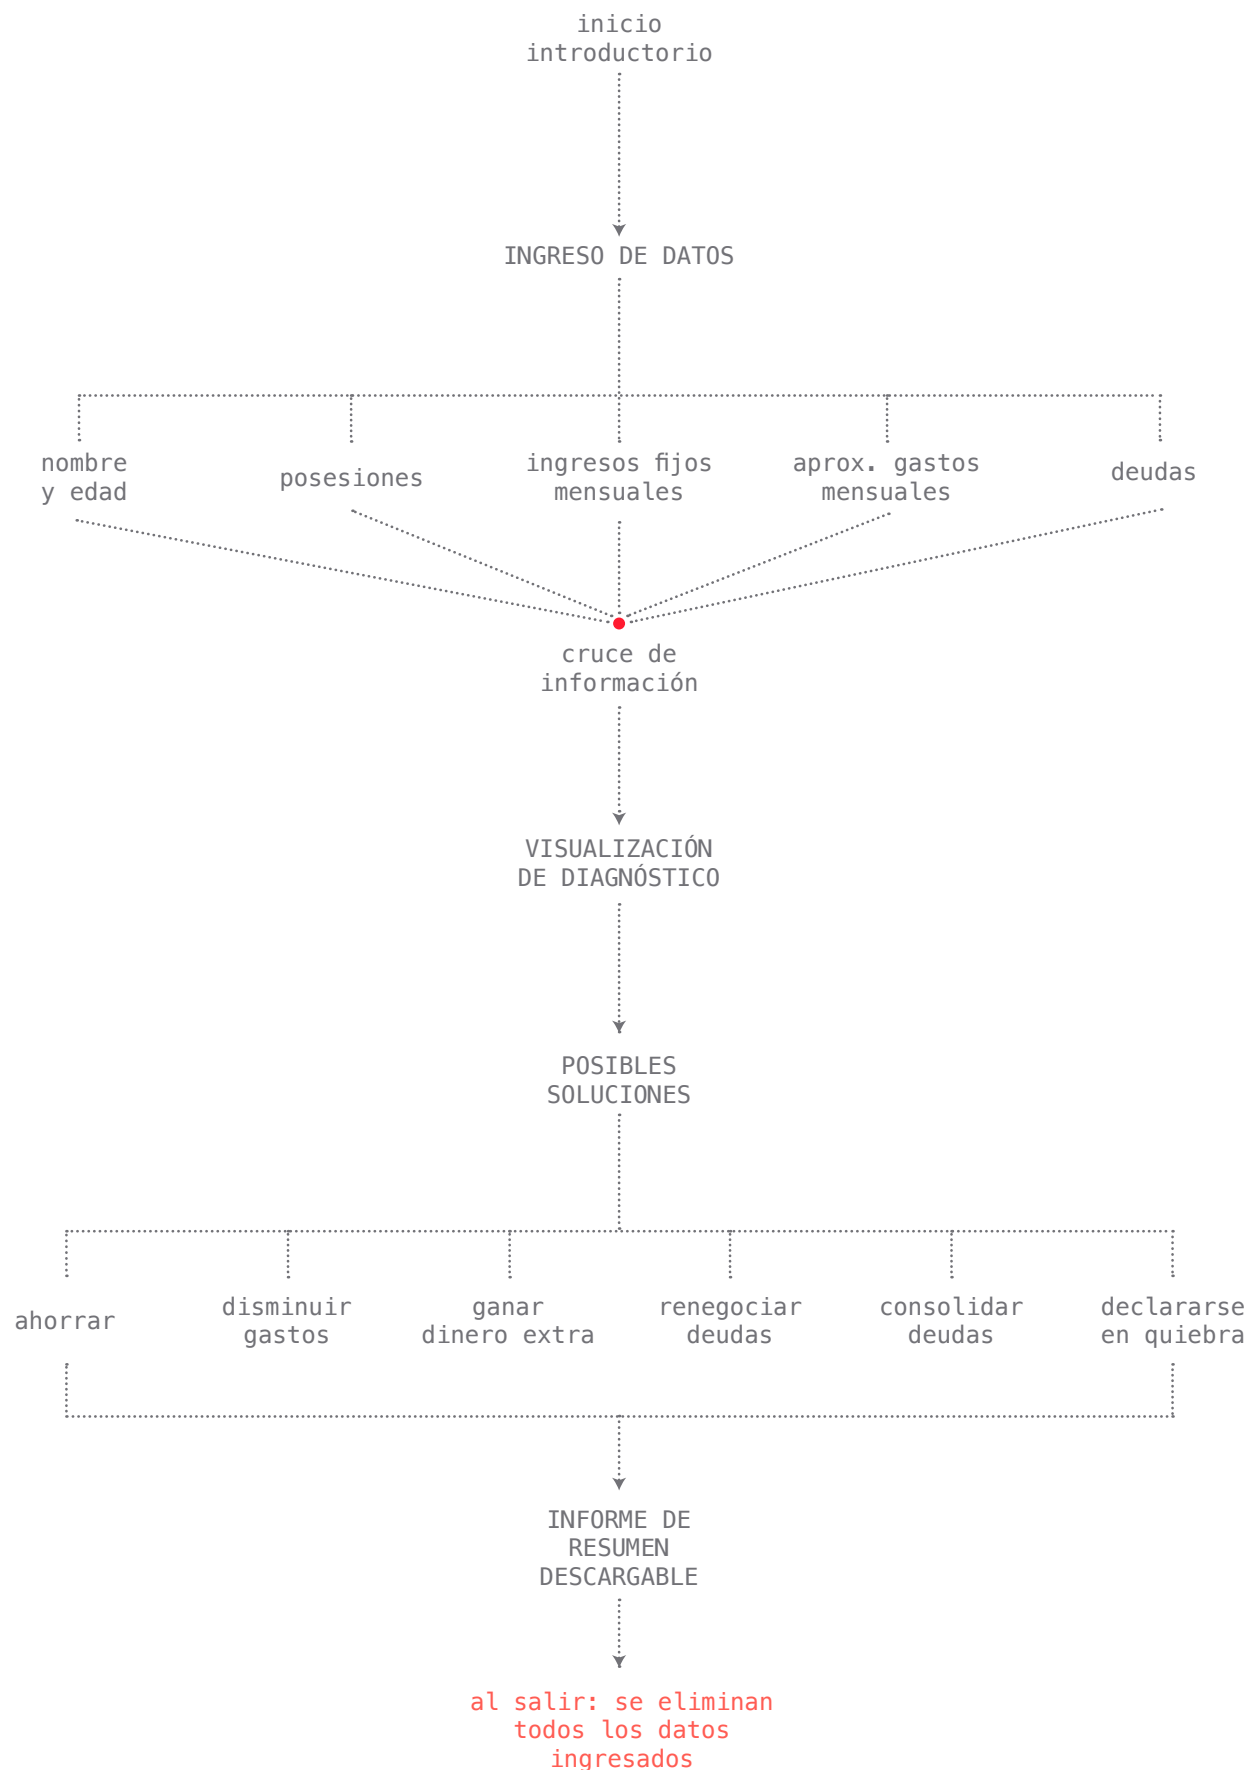 inicio
introductorio
INGRESO DE DATOS
nombre
y edad
posesiones
ingresos fijos
mensuales
aprox. gastos
mensuales
deudas
cruce de
información
VISUALIZACIÓN
DE DIAGNÓSTICO
POSIBLES
SOLUCIONES
ahorrar
disminuir
gastos
ganar
dinero extra
renegociar
deudas
consolidar
deudas
declararse
en quiebra
INFORME DE
RESUMEN
DESCARGABLE
al salir: se eliminan
todos los datos
ingresados